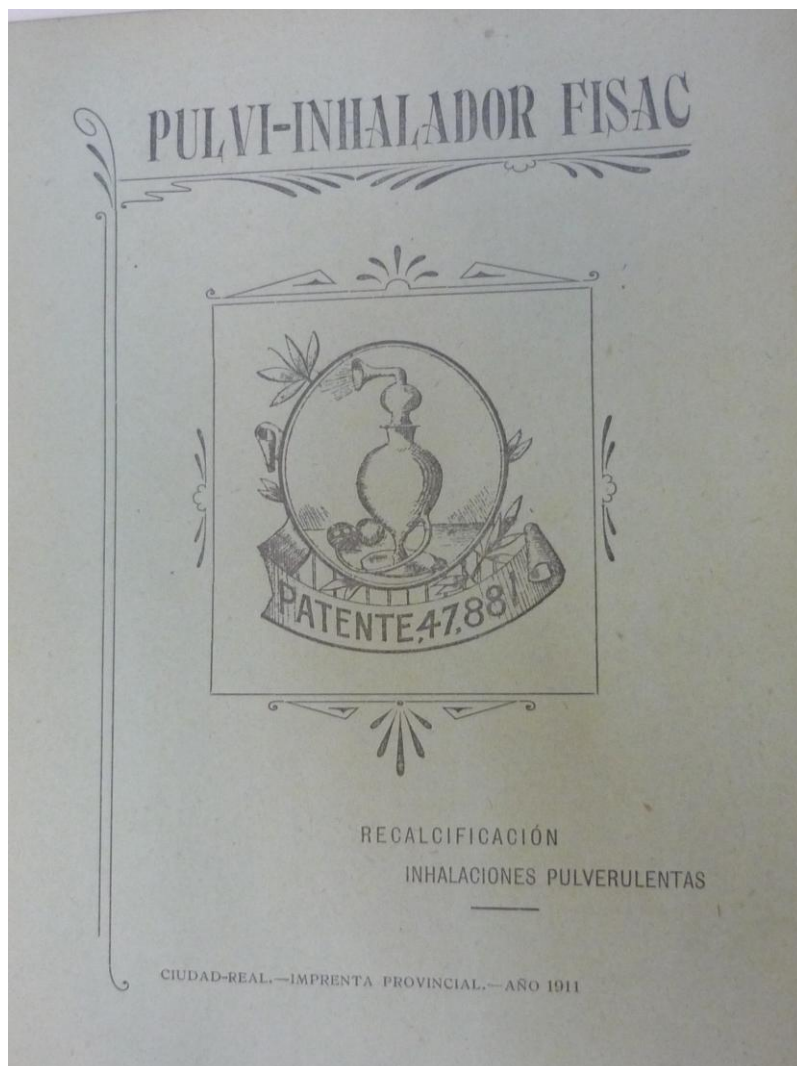 PULVI-INHALADOR FISAC
PATENTE,47,881
RECALCIFICACIÓN
INHALACIONES PULVERULENTAS
CIUDAD-REAL.—IMPRENTA PROVINCIAL.—AÑO 1911